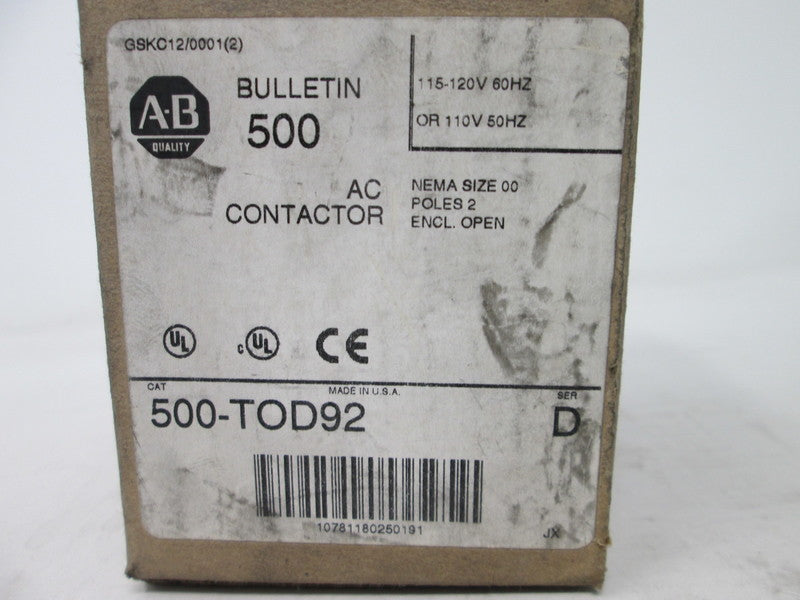 GSKC12/0001(2)
A-B
QUALITY
BULLETIN
500
115-120V 60HZ
OR 110V 50HZ
AC
CONTACTOR
NEMA SIZE 00
POLES 2
ENCL. OPEN
UL
c UL
CE
CAT
MADE IN U.S.A.
SER
500-TOD92
D
10781180250191
JX